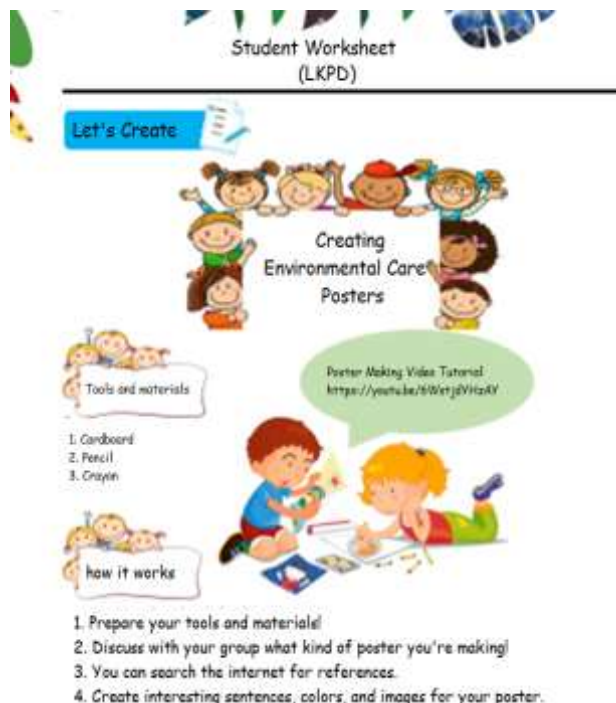 Student Worksheet
(LKPD)
Let's Create
Creating
Environmental Care
Posters
Tools and materials
Poster Making Video Tutorial
1. Cardboard
2. Pencil
3. Crayon
how it works
1. Prepare your tools and materials!
2. Discuss with your group what kind of poster you're making!
3. You can search the internet for references.
4. Create interesting sentences, colors, and images for your poster.